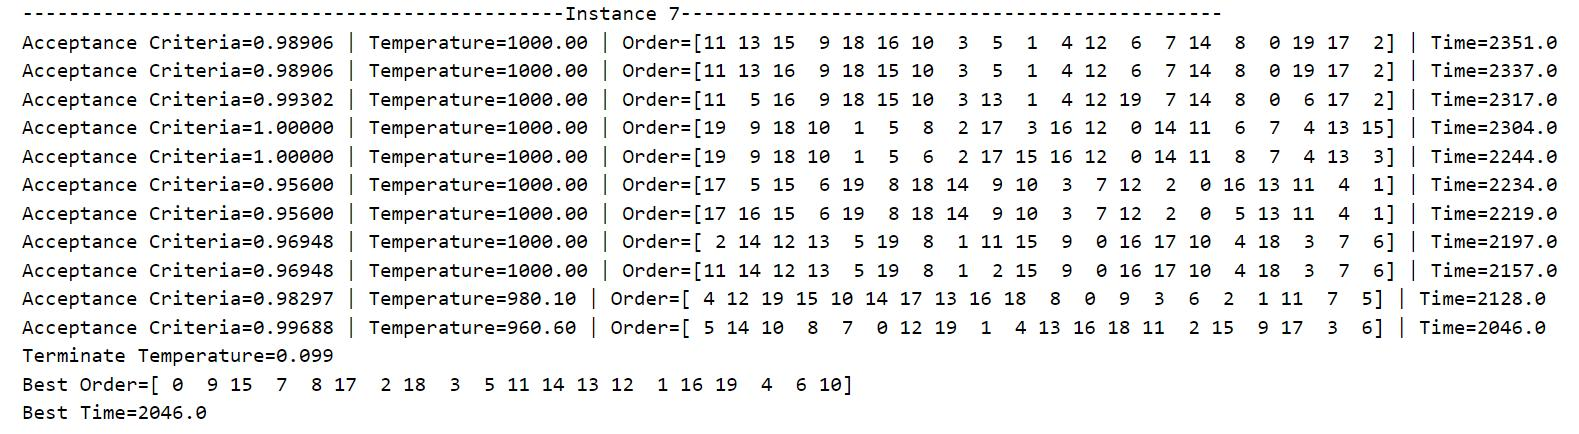 ----------------------------------------------Instance 7----------------------------------------------
Acceptance Criteria=0.98906 | Temperature=1000.00 | Order=[11 13 15  9 18 16 10  3  5  1  4 12  6  7 14  8  0 19 17  2] | Time=2351.0
Acceptance Criteria=0.98906 | Temperature=1000.00 | Order=[11 13 16  9 18 15 10  3  5  1  4 12  6  7 14  8  0 19 17  2] | Time=2337.0
Acceptance Criteria=0.99302 | Temperature=1000.00 | Order=[11  5 16  9 18 15 10  3 13  1  4 12 19  7 14  8  0  6 17  2] | Time=2317.0
Acceptance Criteria=1.00000 | Temperature=1000.00 | Order=[19  9 18 10  1  5  8  2 17  3 16 12  0 14 11  6  7  4 13 15] | Time=2304.0
Acceptance Criteria=1.00000 | Temperature=1000.00 | Order=[19  9 18 10  1  5  6  2 17 15 16 12  0 14 11  8  7  4 13  3] | Time=2244.0
Acceptance Criteria=0.95600 | Temperature=1000.00 | Order=[17  5 15  6 19  8 18 14  9 10  3  7 12  2  0 16 13 11  4  1] | Time=2234.0
Acceptance Criteria=0.95600 | Temperature=1000.00 | Order=[17 16 15  6 19  8 18 14  9 10  3  7 12  2  0  5 13 11  4  1] | Time=2219.0
Acceptance Criteria=0.96948 | Temperature=1000.00 | Order=[ 2 14 12 13  5 19  8  1 11 15  9  0 16 17 10  4 18  3  7  6] | Time=2197.0
Acceptance Criteria=0.96948 | Temperature=1000.00 | Order=[11 14 12 13  5 19  8  1  2 15  9  0 16 17 10  4 18  3  7  6] | Time=2157.0
Acceptance Criteria=0.98297 | Temperature=980.10 | Order=[ 4 12 19 15 10 14 17 13 16 18  8  0  9  3  6  2  1 11  7  5] | Time=2128.0
Acceptance Criteria=0.99688 | Temperature=960.60 | Order=[ 5 14 10  8  7  0 12 19  1  4 13 16 18 11  2 15  9 17  3  6] | Time=2046.0
Terminate Temperature=0.099
Best Order=[ 0  9 15  7  8 17  2 18  3  5 11 14 13 12  1 16 19  4  6 10]
Best Time=2046.0